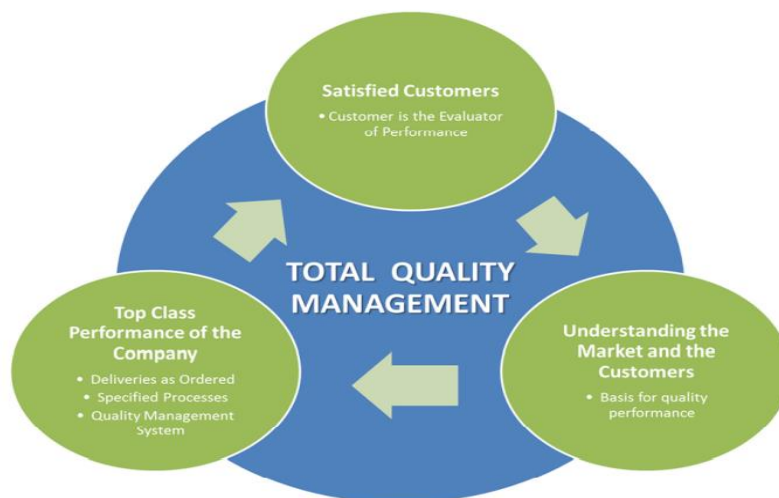 Satisfied Customers
• Customer is the Evaluator
of Performance
TOTAL QUALITY
MANAGEMENT
Top Class
Performance of the
Company
• Deliveries as Ordered
• Specified Processes
• Quality Management
System
Understanding the
Market and the
Customers
• Basis for quality
performance